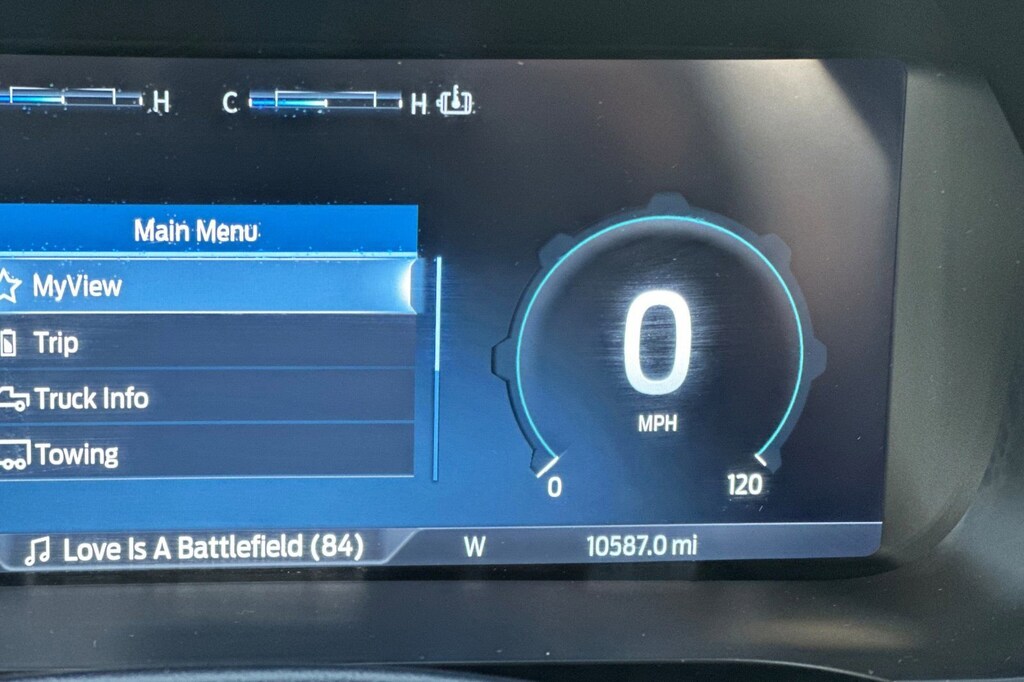 H C H
Main Menu
MyView
Trip
Truck Info
Towing
0
MPH
0 120
Love Is A Battlefield (84) W 10587.0 mi